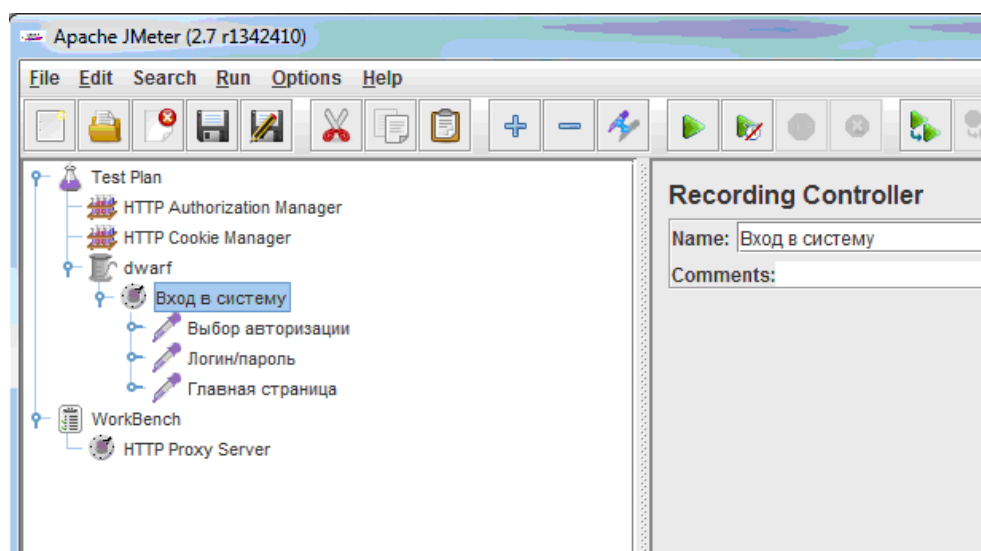 Apache JMeter (2.7 r1342410)
File Edit Search Run Options Help
Test Plan
HTTP Authorization Manager
HTTP Cookie Manager
dwarf
Вход в систему
Выбор авторизации
Логин/пароль
Главная страница
WorkBench
HTTP Proxy Server
Recording Controller
Name: Вход в систему
Comments: